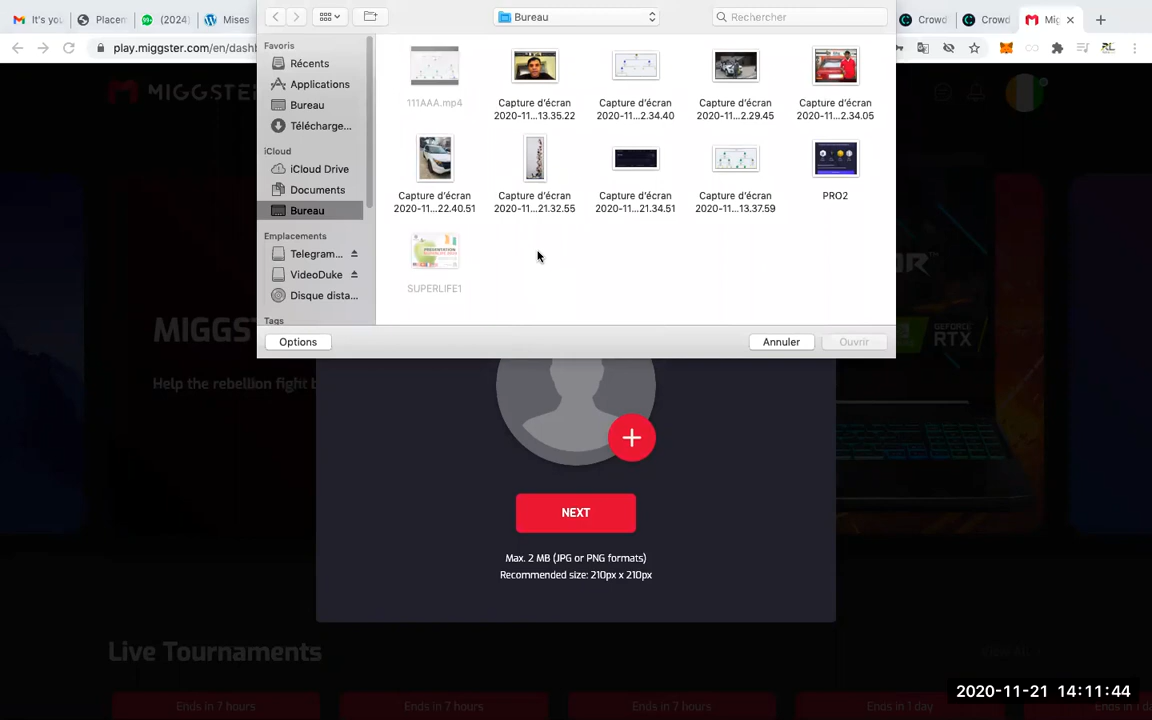 It's you
Placem
(2024)
Mises
Crowd
Crowd
Mig
play.miggster.com/en/dashb
Bureau
Rechercher
Favoris
Récents
Applications
Bureau
Télécharge...
iCloud
iCloud Drive
Documents
Bureau
Emplacements
Telegram...
VideoDuke
Disque dista...
Tags
111AAA.mp4
Capture d'écran
2020-11...13.35.22
Capture d'écran
2020-11...2.34.40
Capture d'écran
2020-11...2.29.45
Capture d'écran
2020-11...2.34.05
Capture d'écran
2020-11...22.40.51
Capture d'écran
2020-11...21.32.55
Capture d'écran
2020-11...21.34.51
Capture d'écran
2020-11...13.37.59
PRO2
SUPERLIFE1
Options
Annuler
Ouvrir
MIGGSTE
MIGGS
Help the rebellion fight b
GEFORCE
RTX
NEXT
Max. 2 MB (JPG or PNG formats)
Recommended size: 210px x 210px
Live Tournaments
Ends in 7 hours
Ends in 7 hours
Ends in 7 hours
Ends in 1 day
2020-11-21 14:11:44